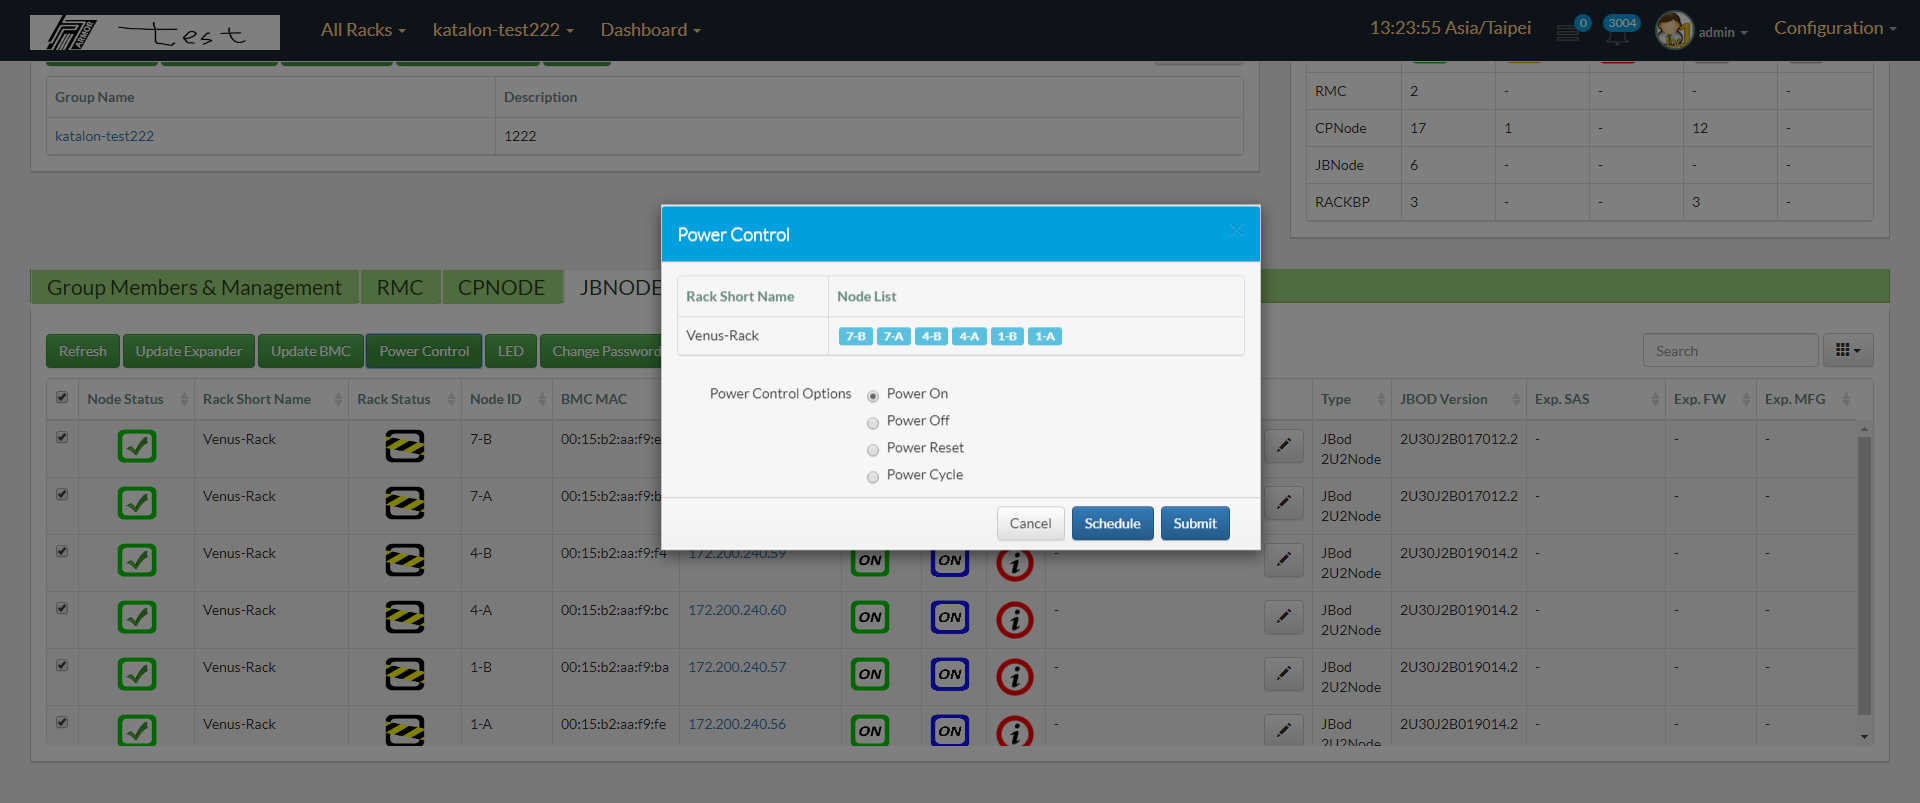 ARMOR test All Racks katalon-test222 Dashboard 13:23:55 Asia/Taipei 0 3004 admin Configuration
Group Name Description
katalon-test222 1222
RMC 2 - - - -
CPNode 17 1 - 12 -
JBNode 6 - - - -
RACKBP 3 - - 3 -
Power Control ×
Rack Short Name Node List
Venus-Rack 7-B 7-A 4-B 4-A 1-B 1-A
Power Control Options Power On
Power Off
Power Reset
Power Cycle
Cancel Schedule Submit
Group Members & Management RMC CPNODE JBNODE
Refresh Update Expander Update BMC Power Control LED Change Password Search
Node Status Rack Short Name Rack Status Node ID BMC MAC Type JBOD Version Exp. SAS Exp. FW Exp. MFG
Venus-Rack 7-B 00:15:b2:aa:f9:e JBod 2U30J2B017012.2 - - -
2U2Node
Venus-Rack 7-A 00:15:b2:aa:f9:b JBod 2U30J2B017012.2 - - -
2U2Node
Venus-Rack 4-B 00:15:b2:aa:f9:f4 172.200.240.59 ON ON i - JBod 2U30J2B019014.2 - - -
2U2Node
Venus-Rack 4-A 00:15:b2:aa:f9:bc 172.200.240.60 ON ON i - JBod 2U30J2B019014.2 - - -
2U2Node
Venus-Rack 1-B 00:15:b2:aa:f9:ba 172.200.240.57 ON ON i - JBod 2U30J2B019014.2 - - -
2U2Node
Venus-Rack 1-A 00:15:b2:aa:f9:fe 172.200.240.56 ON ON i - JBod 2U30J2B019014.2 - - -
2U2Node